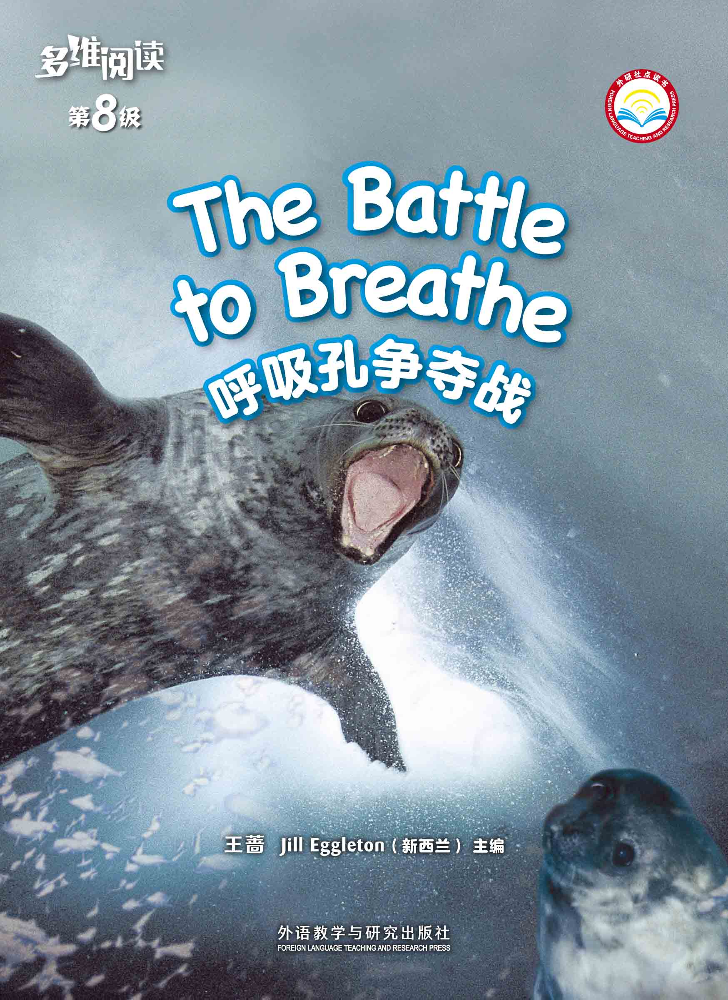 多维阅读
第8级
外研社点读书
FOREIGN LANGUAGE TEACHING AND RESEARCH PRESS
The Battle
to Breathe
呼吸孔争夺战
王蔷 Jill Eggleton（新西兰） 主编
外语教学与研究出版社
FOREIGN LANGUAGE TEACHING AND RESEARCH PRESS